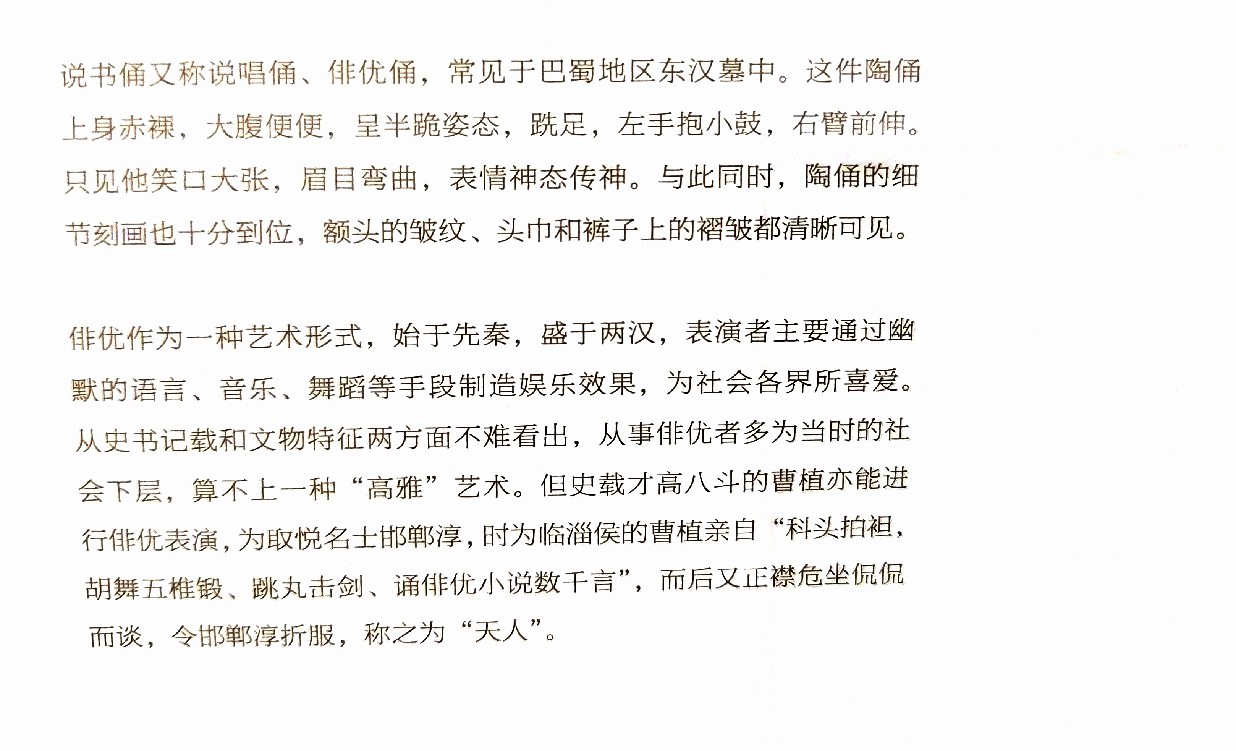 说书俑又称说唱俑、俳优俑，常见于巴蜀地区东汉墓中。这件陶俑
上身赤裸，大腹便便，呈半跪姿态，跣足，左手抱小鼓，右臂前伸。
只见他笑口大张，眉目弯曲，表情神态传神。与此同时，陶俑的细
节刻画也十分到位，额头的皱纹、头巾和裤子上的褶皱都清晰可见。
俳优作为一种艺术形式，始于先秦，盛于两汉，表演者主要通过幽
默的语言、音乐、舞蹈等手段制造娱乐效果，为社会各界所喜爱。
从史书记载和文物特征两方面不难看出，从事俳优者多为当时的社
会下层，算不上一种“高雅”艺术。但史载才高八斗的曹植亦能进
行俳优表演，为取悦名士邯郸淳，时为临淄侯的曹植亲自“科头拍袒，
胡舞五椎锻、跳丸击剑、诵俳优小说数千言”，而后又正襟危坐侃侃
而谈，令邯郸淳折服，称之为“天人”。